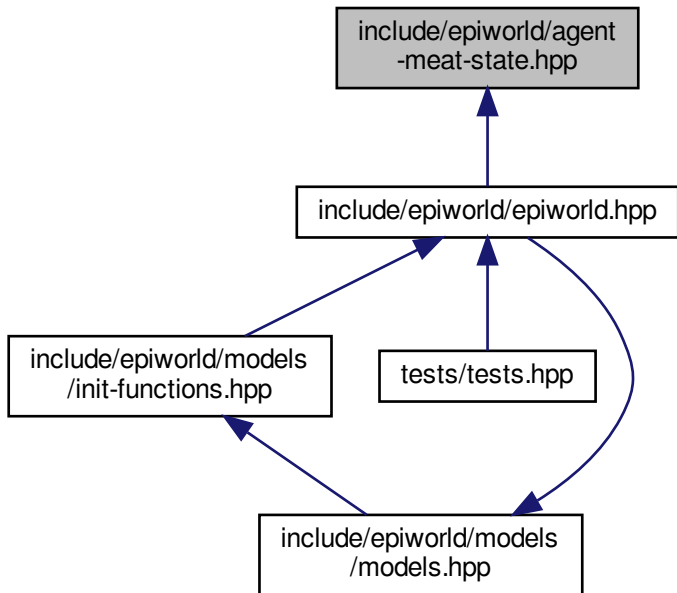 include/epiworld/agent
-meat-state.hpp
include/epiworld/epiworld.hpp
include/epiworld/models
/init-functions.hpp
tests/tests.hpp
include/epiworld/models
/models.hpp